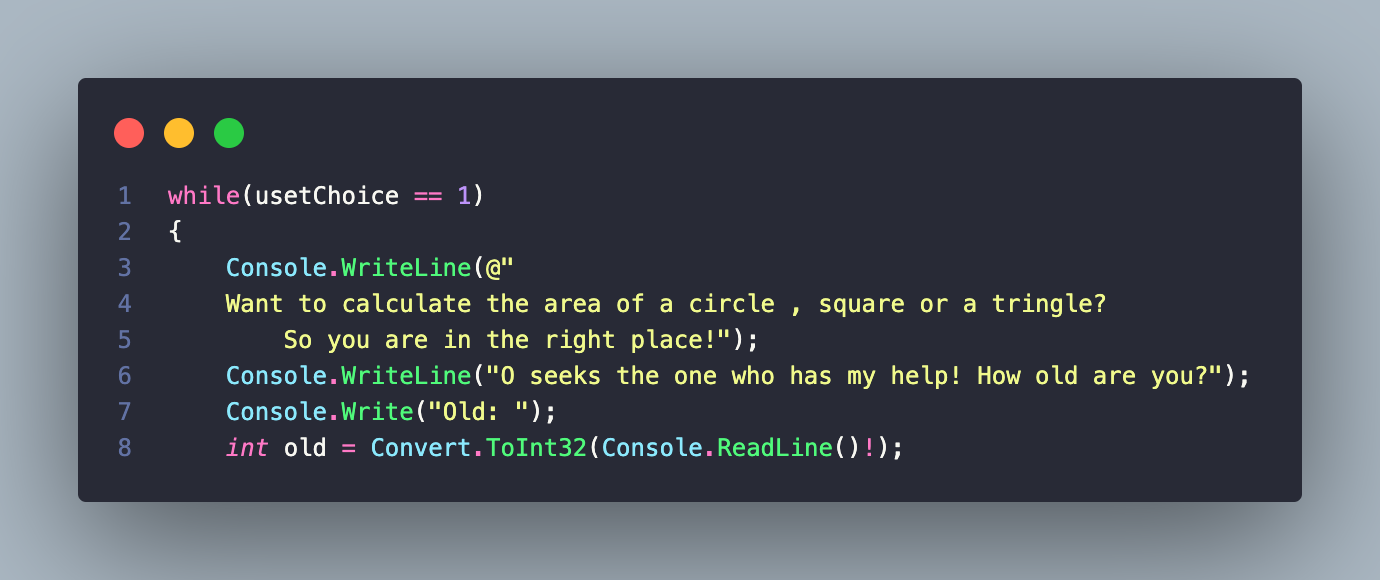 1 while(usetChoice == 1)
2 {
3     Console.WriteLine(@"
4     Want to calculate the area of a circle , square or a tringle?
5         So you are in the right place!");
6     Console.WriteLine("O seeks the one who has my help! How old are you?");
7     Console.Write("Old: ");
8     int old = Convert.ToInt32(Console.ReadLine()!);